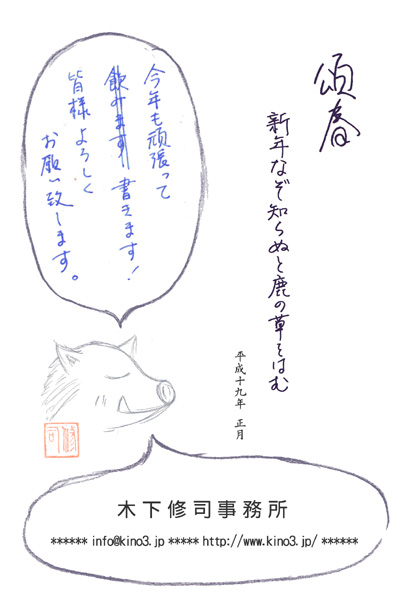 頌春
新年なぞ知らぬと鹿の草をはむ
平成十九年 正月
今年も頑張って
飲みます!書きます!
皆様よろしく
お願い致します。
修司
木下修司事務所
****** info@kino3.jp ***** http://www.kino3.jp/ ******